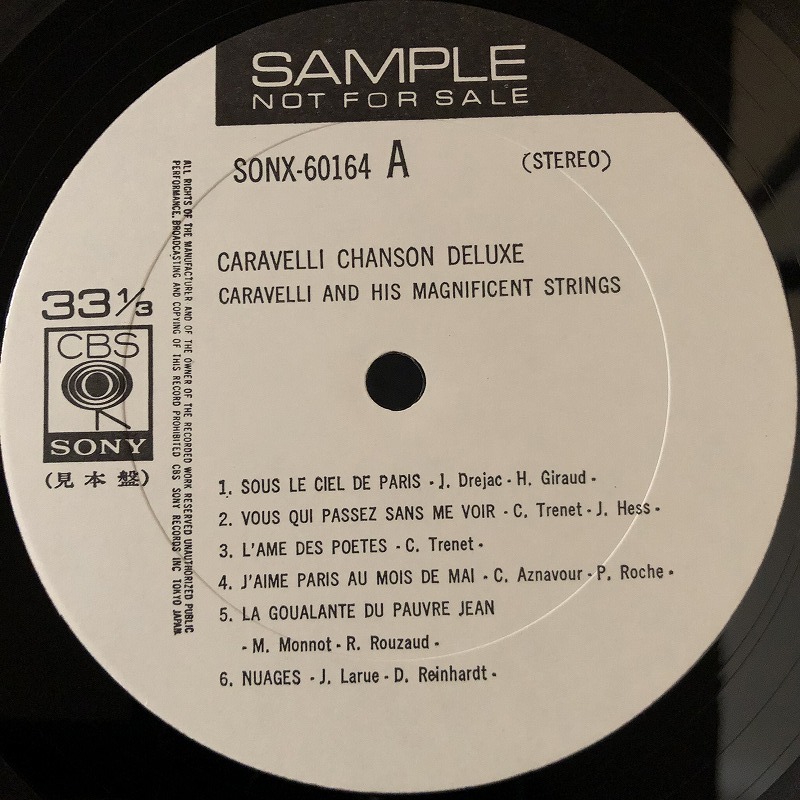 SAMPLE
NOT FOR SALE
SONX-60164 A
(STEREO)
CARAVELLI CHANSON DELUXE
CARAVELLI AND HIS MAGNIFICENT STRINGS
33⅓
CBS
SONY
(見本盤)
ALL RIGHTS OF THE MANUFACTURER AND OF THE OWNER OF THE RECORDED WORK RESERVED UNAUTHORIZED PUBLIC
PERFORMANCE, BROADCASTING AND COPYING OF THIS RECORD PROHIBITED CBS SONY RECORDS INC TOKYO JAPAN.
1. SOUS LE CIEL DE PARIS - J. Drejac - H. Giraud -
2. VOUS QUI PASSEZ SANS ME VOIR - C. Trenet - J. Hess -
3. L'AME DES POETES - C. Trenet -
4. J'AIME PARIS AU MOIS DE MAI - C. Aznavour - P. Roche -
5. LA GOUALANTE DU PAUVRE JEAN
- M. Monnot - R. Rouzaud -
6. NUAGES - J. Larue - D. Reinhardt -